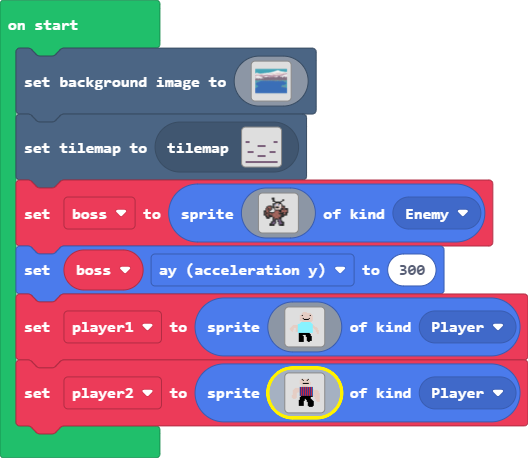 on start
set background image to
set tilemap to tilemap
set boss to sprite of kind Enemy
set boss ay (acceleration y) to 300
set player1 to sprite of kind Player
set player2 to sprite of kind Player